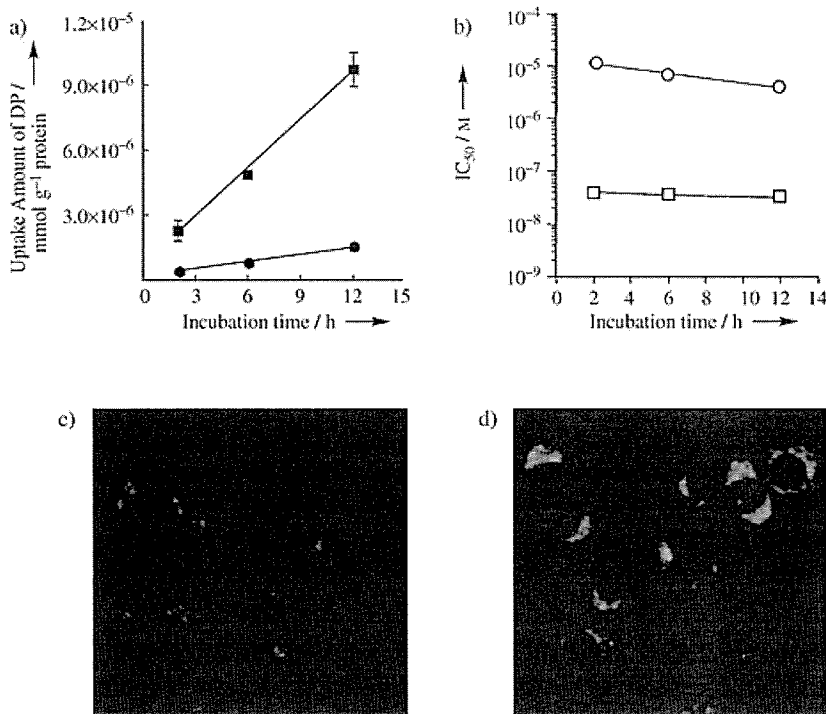 a)
Uptake Amount of DP /
mmol g⁻¹ protein
1.2×10⁻⁵
9.0×10⁻⁶
6.0×10⁻⁶
3.0×10⁻⁶
0 3 6 9 12 15
Incubation time / h
b)
IC₅₀ / M
10⁻⁴
10⁻⁵
10⁻⁶
10⁻⁷
10⁻⁸
10⁻⁹
0 2 4 6 8 10 12 14
Incubation time / h
c)
d)